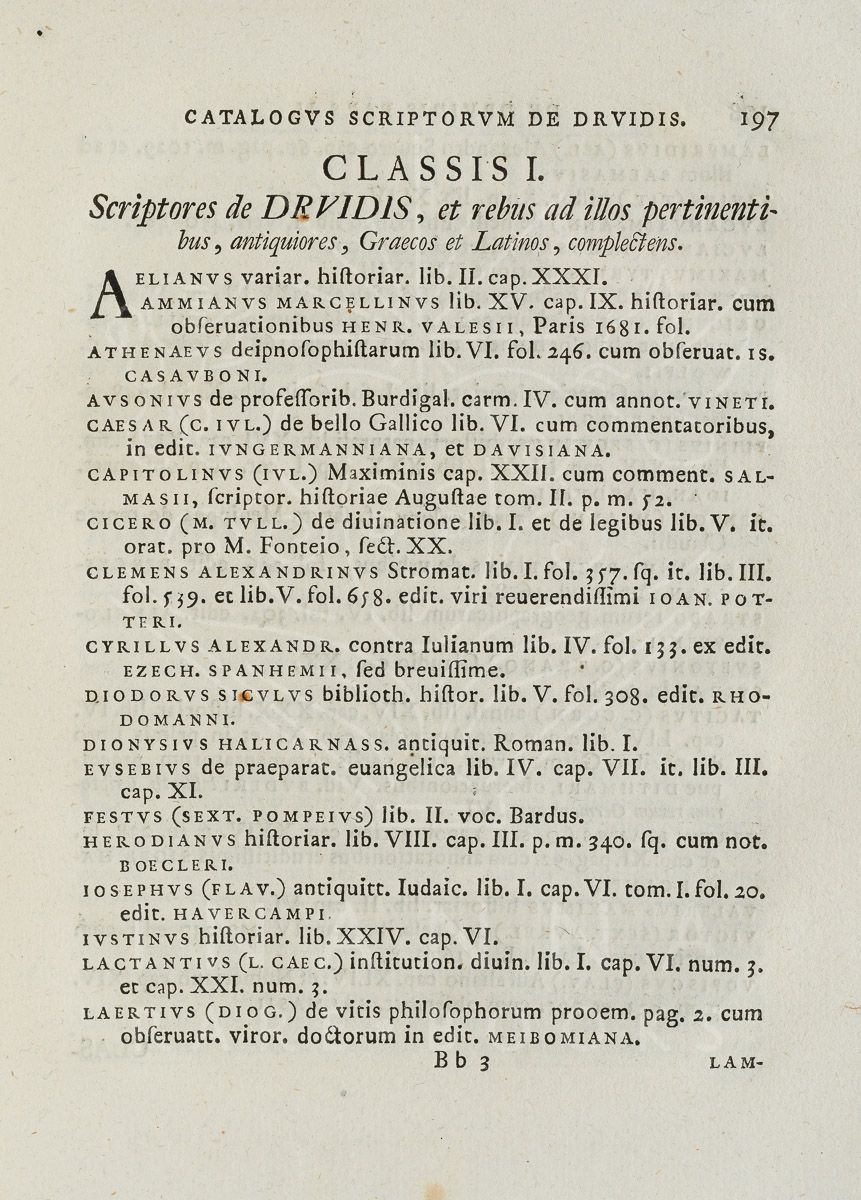 CATALOGVS SCRIPTORVM DE DRVIDIS. 197
CLASSIS I.
Scriptores de DRVIDIS, et rebus ad illos pertinenti-
bus, antiquiores, Graecos et Latinos, complectens.
AELIANVS variar. hiſtoriar. lib. II. cap. XXXI.
AMMIANVS MARCELLINVS lib. XV. cap. IX. hiſtoriar. cum
obſeruationibus HENR. VALESII, Paris 1681. fol.
ATHENAEVS deipnoſophiſtarum lib. VI. fol. 246. cum obſeruat. IS.
CASAVBONI.
AVSONIVS de profeſſorib. Burdigal. carm. IV. cum annot. VINETI.
CAESAR (C. IVL.) de bello Gallico lib. VI. cum commentatoribus,
in edit. IVNGERMANNIANA, et DAVISIANA.
CAPITOLINVS (IVL.) Maximinis cap. XXII. cum comment. SAL-
MASII, ſcriptor. hiſtoriae Auguſtae tom. II. p. m. 52.
CICERO (M. TVLL.) de diuinatione lib. I. et de legibus lib. V. it.
orat. pro M. Fonteio, ſect. XX.
CLEMENS ALEXANDRINVS Stromat. lib. I. fol. 357. ſq. it. lib. III.
fol. 539. et lib. V. fol. 658. edit. viri reuerendiſſimi IOAN. POT-
TERI.
CYRILLVS ALEXANDR. contra Iulianum lib. IV. fol. 133. ex edit.
EZECH. SPANHEMII, ſed breuiſſime.
DIODORVS SICVLVS biblioth. hiſtor. lib. V. fol. 308. edit. RHO-
DOMANNI.
DIONYSIVS HALICARNASS. antiquit. Roman. lib. I.
EVSEBIVS de praeparat. euangelica lib. IV. cap. VII. it. lib. III.
cap. XI.
FESTVS (SEXT. POMPEIVS) lib. II. voc. Bardus.
HERODIANVS hiſtoriar. lib. VIII. cap. III. p. m. 340. ſq. cum not.
BOECLERI.
IOSEPHVS (FLAV.) antiquitt. Iudaic. lib. I. cap. VI. tom. I. fol. 20.
edit. HAVERCAMPI.
IVSTINVS hiſtoriar. lib. XXIV. cap. VI.
LACTANTIVS (L. CAEC.) inſtitution. diuin. lib. I. cap. VI. num. 3.
et cap. XXI. num. 3.
LAERTIVS (DIOG.) de vitis philoſophorum prooem. pag. 2. cum
obſeruatt. viror. doctorum in edit. MEIBOMIANA.
Bb 3 LAM-